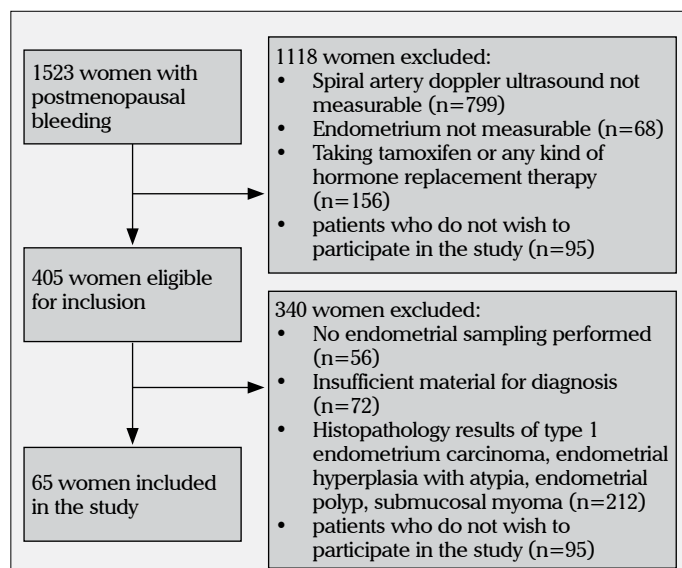 1523 women with
postmenopausal
bleeding
1118 women excluded:
• Spiral artery doppler ultrasound not
measurable (n=799)
• Endometrium not measurable (n=68)
• Taking tamoxifen or any kind of
hormone replacement therapy
(n=156)
• patients who do not wish to
participate in the study (n=95)
405 women eligible
for inclusion
340 women excluded:
• No endometrial sampling performed
(n=56)
• Insufficient material for diagnosis
(n=72)
• Histopathology results of type 1
endometrium carcinoma, endometrial
hyperplasia with atypia, endometrial
polyp, submucosal myoma (n=212)
• patients who do not wish to
participate in the study (n=95)
65 women included
in the study